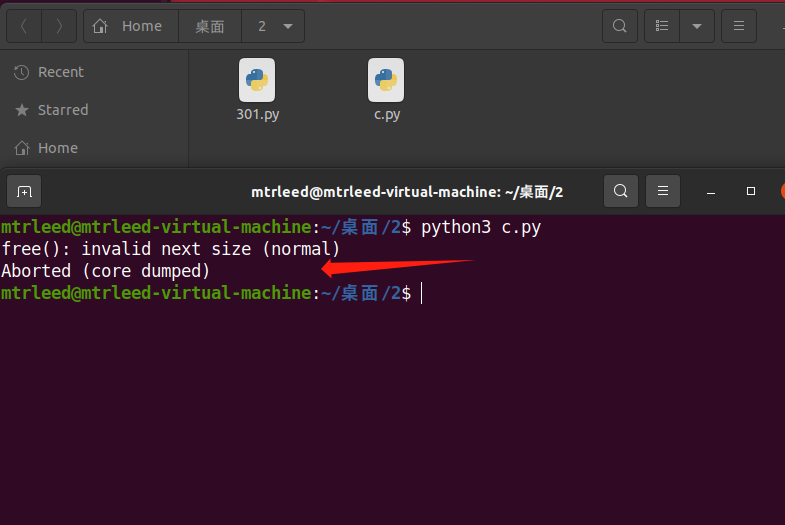 Home 桌面 2
Recent
Starred
Home
301.py c.py
mtrleed@mtrleed-virtual-machine: ~/桌面/2
mtrleed@mtrleed-virtual-machine:~/桌面/2$ python3 c.py
free(): invalid next size (normal)
Aborted (core dumped)
mtrleed@mtrleed-virtual-machine:~/桌面/2$